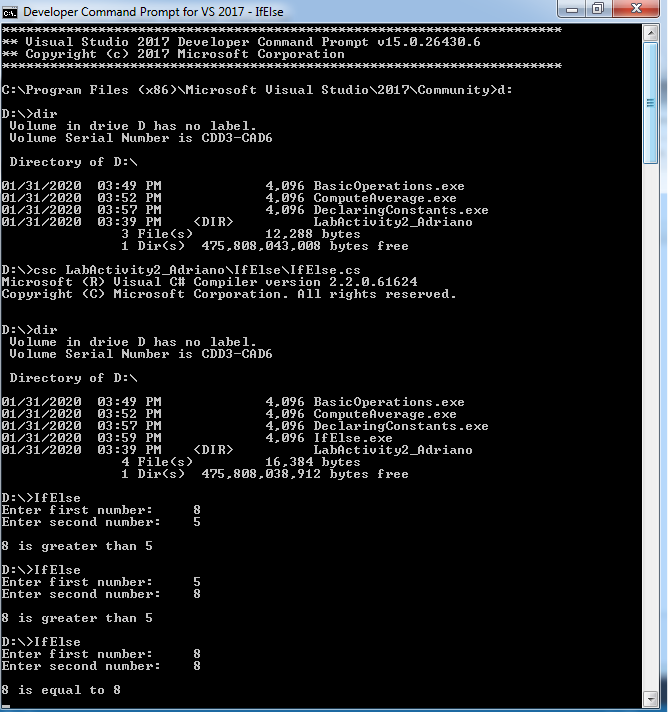 Developer Command Prompt for VS 2017 - IfElse
**********************************************************************
** Visual Studio 2017 Developer Command Prompt v15.0.26430.6
** Copyright (c) 2017 Microsoft Corporation
**********************************************************************
C:\Program Files (x86)\Microsoft Visual Studio\2017\Community>d:
D:\>dir
 Volume in drive D has no label.
 Volume Serial Number is CDD3-CAD6
 Directory of D:\
01/31/2020  03:49 PM             4,096 BasicOperations.exe
01/31/2020  03:52 PM             4,096 ComputeAverage.exe
01/31/2020  03:57 PM             4,096 DeclaringConstants.exe
01/31/2020  03:39 PM    <DIR>          LabActivity2_Adriano
               3 File(s)         12,288 bytes
               1 Dir(s)  475,808,043,008 bytes free
D:\>csc LabActivity2_Adriano\IfElse\IfElse.cs
Microsoft (R) Visual C# Compiler version 2.2.0.61624
Copyright (C) Microsoft Corporation. All rights reserved.
D:\>dir
 Volume in drive D has no label.
 Volume Serial Number is CDD3-CAD6
 Directory of D:\
01/31/2020  03:49 PM             4,096 BasicOperations.exe
01/31/2020  03:52 PM             4,096 ComputeAverage.exe
01/31/2020  03:57 PM             4,096 DeclaringConstants.exe
01/31/2020  03:59 PM             4,096 IfElse.exe
01/31/2020  03:39 PM    <DIR>          LabActivity2_Adriano
               4 File(s)         16,384 bytes
               1 Dir(s)  475,808,038,912 bytes free
D:\>IfElse
Enter first number:     8
Enter second number:    5
8 is greater than 5
D:\>IfElse
Enter first number:     5
Enter second number:    8
8 is greater than 5
D:\>IfElse
Enter first number:     8
Enter second number:    8
8 is equal to 8